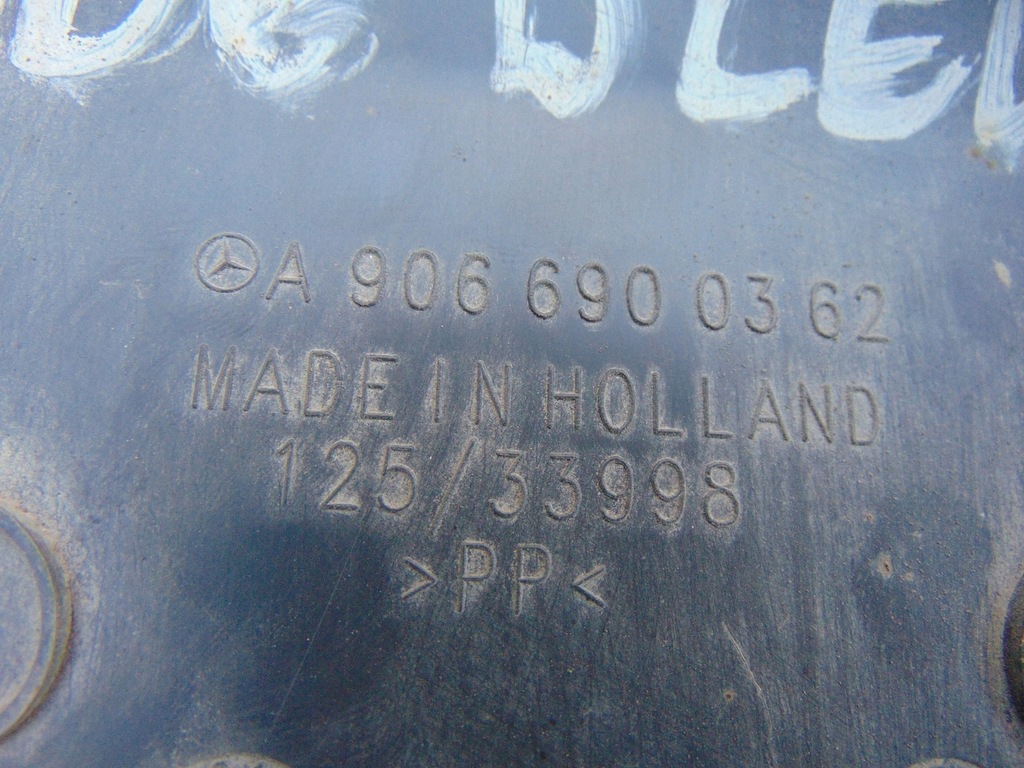 A 906 690 03 62
MADE IN HOLLAND
125/33998
>PP<